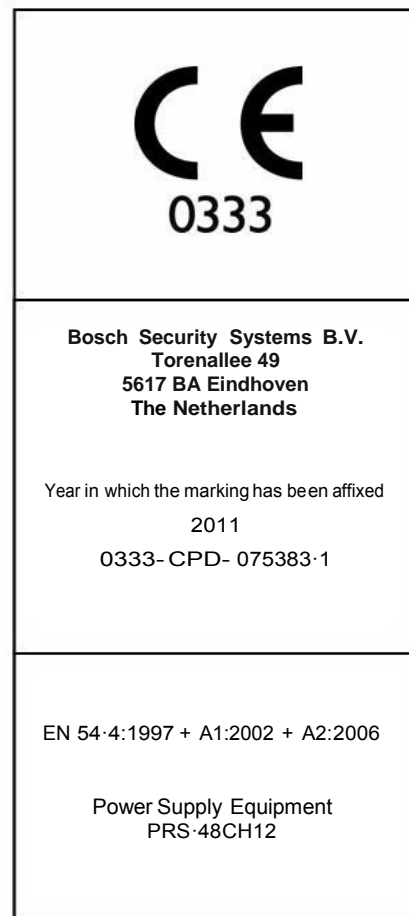 CE
0333
Bosch Security Systems B.V.
Torenallee 49
5617 BA Eindhoven
The Netherlands
Year in which the marking has been affixed
2011
0333-CPD-075383·1
EN 54·4:1997 + A1:2002 + A2:2006
Power Supply Equipment
PRS·48CH12